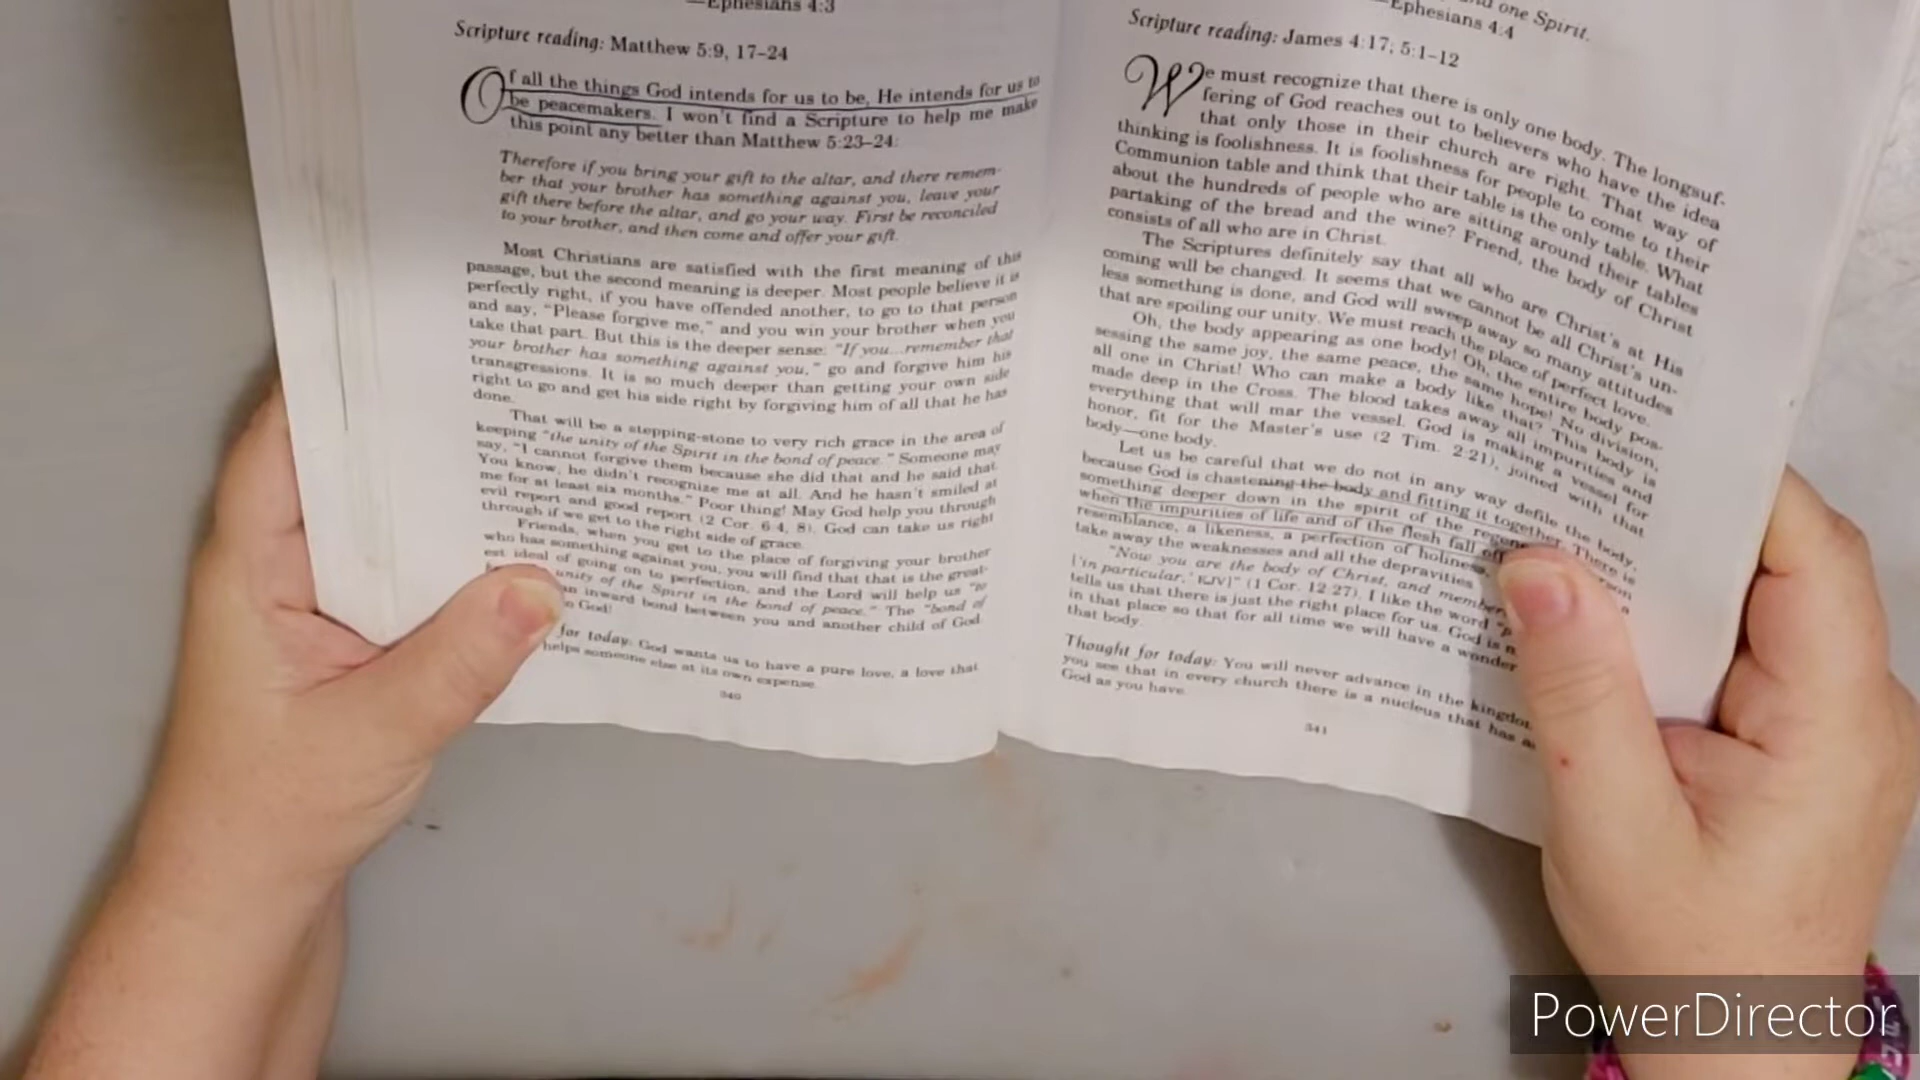 —Ephesians 4:3
Scripture reading: Matthew 5:9, 17–24
Of all the things God intends for us to be, He intends for us to
be peacemakers. I won't find a Scripture to help me make
this point any better than Matthew 5:23–24:
Therefore if you bring your gift to the altar, and there remem-
ber that your brother has something against you, leave your
gift there before the altar, and go your way. First be reconciled
to your brother, and then come and offer your gift.
Most Christians are satisfied with the first meaning of this
passage, but the second meaning is deeper. Most people believe it is
perfectly right, if you have offended another, to go to that person
and say, "Please forgive me," and you win your brother when you
take that part. But this is the deeper sense: "If you...remember that
your brother has something against you," go and forgive him his
transgressions. It is so much deeper than getting your own side
right to go and get his side right by forgiving him of all that he has
done.
That will be a stepping-stone to very rich grace in the area of
keeping "the unity of the Spirit in the bond of peace." Someone may
say, "I cannot forgive them because she did that and he said that.
You know, he didn't recognize me at all. And he hasn't smiled at
me for at least six months." Poor thing! May God help you through
evil report and good report (2 Cor. 6:4, 8). God can take us right
through if we get to the right side of grace.
Friends, when you get to the place of forgiving your brother
who has something against you, you will find that that is the great-
est ideal of going on to perfection, and the Lord will help us "to
unity of the Spirit in the bond of peace." The "bond of
an inward bond between you and another child of God.
God!
for today: God wants us to have a pure love, a love that
helps someone else at its own expense.
340
and one Spirit.
—Ephesians 4:4
Scripture reading: James 4:17; 5:1–12
We must recognize that there is only one body. The longsuf-
fering of God reaches out to believers who have the idea
that only those in their church are right. That way of
thinking is foolishness. It is foolishness for people to come to their
Communion table and think that their table is the only table. What
about the hundreds of people who are sitting around their tables
partaking of the bread and the wine? Friend, the body of Christ
consists of all who are in Christ.
The Scriptures definitely say that all who are Christ's at His
coming will be changed. It seems that we cannot be all Christ's un-
less something is done, and God will sweep away so many attitudes
that are spoiling our unity. We must reach the place of perfect love.
Oh, the body appearing as one body! Oh, the entire body pos-
sessing the same joy, the same peace, the same hope! No division,
all one in Christ! Who can make a body like that? This body is
made deep in the Cross. The blood takes away all impurities and
everything that will mar the vessel. God is making a vessel for
honor, fit for the Master's use (2 Tim. 2:21), joined with that
body—one body.
Let us be careful that we do not in any way defile the body,
because God is chastening the body and fitting it together. There is
something deeper down in the spirit of the
when the impurities of life and of the flesh fall off a
resemblance, a likeness, a perfection of holiness,
take away the weaknesses and all the depravities
"Now you are the body of Christ, and
['in particular,' KJV]" (1 Cor. 12:27). I like the word
tells us that there is just the right place for us. God is
in that place so that for all time we will have a
that body.
Thought for today: You will never advance in the
you see that in every church there is a nucleus that has
God as you have.
341
PowerDirector